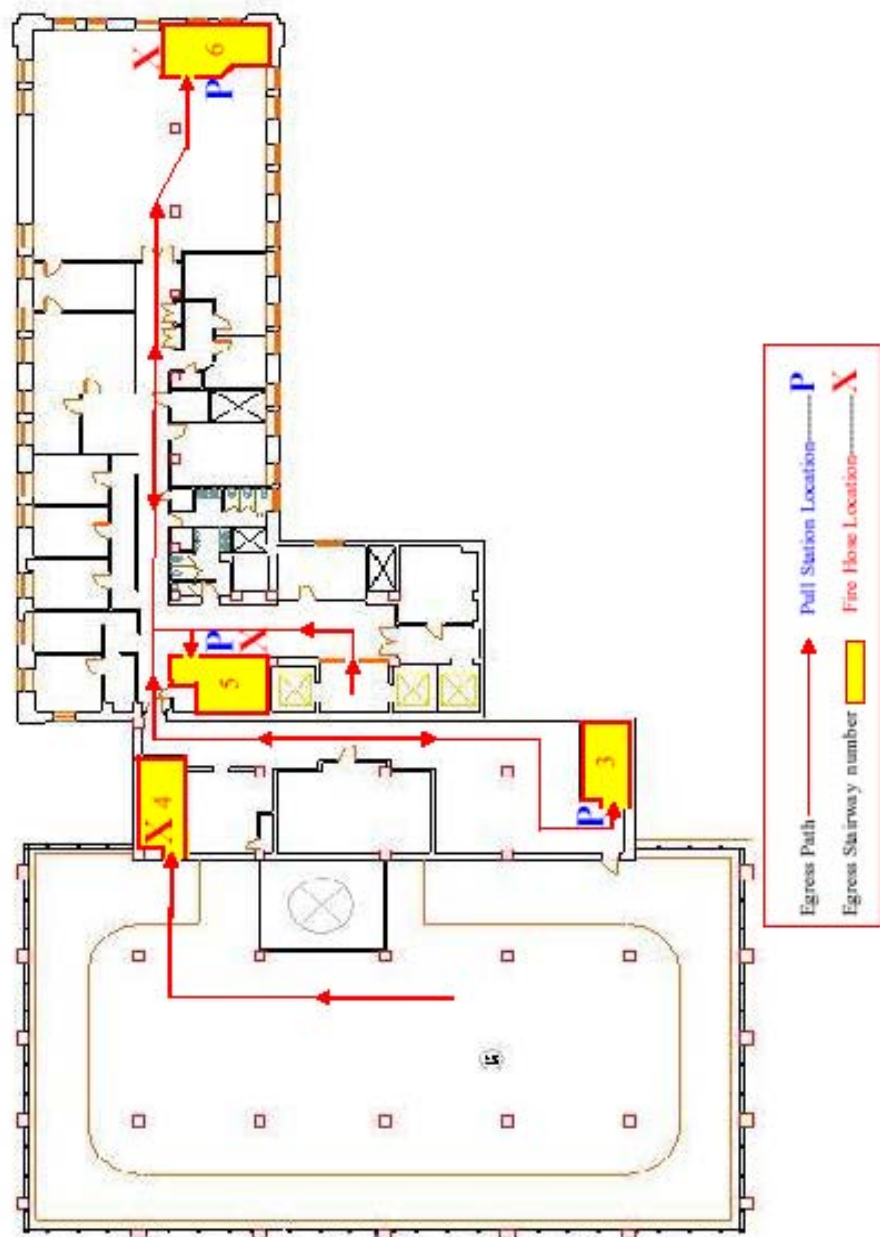 X
6
P
P
X
5
X 4
3
P
Egress Path Pull Station Location-------P
Egress Stairway number Fire Hose Location---------X